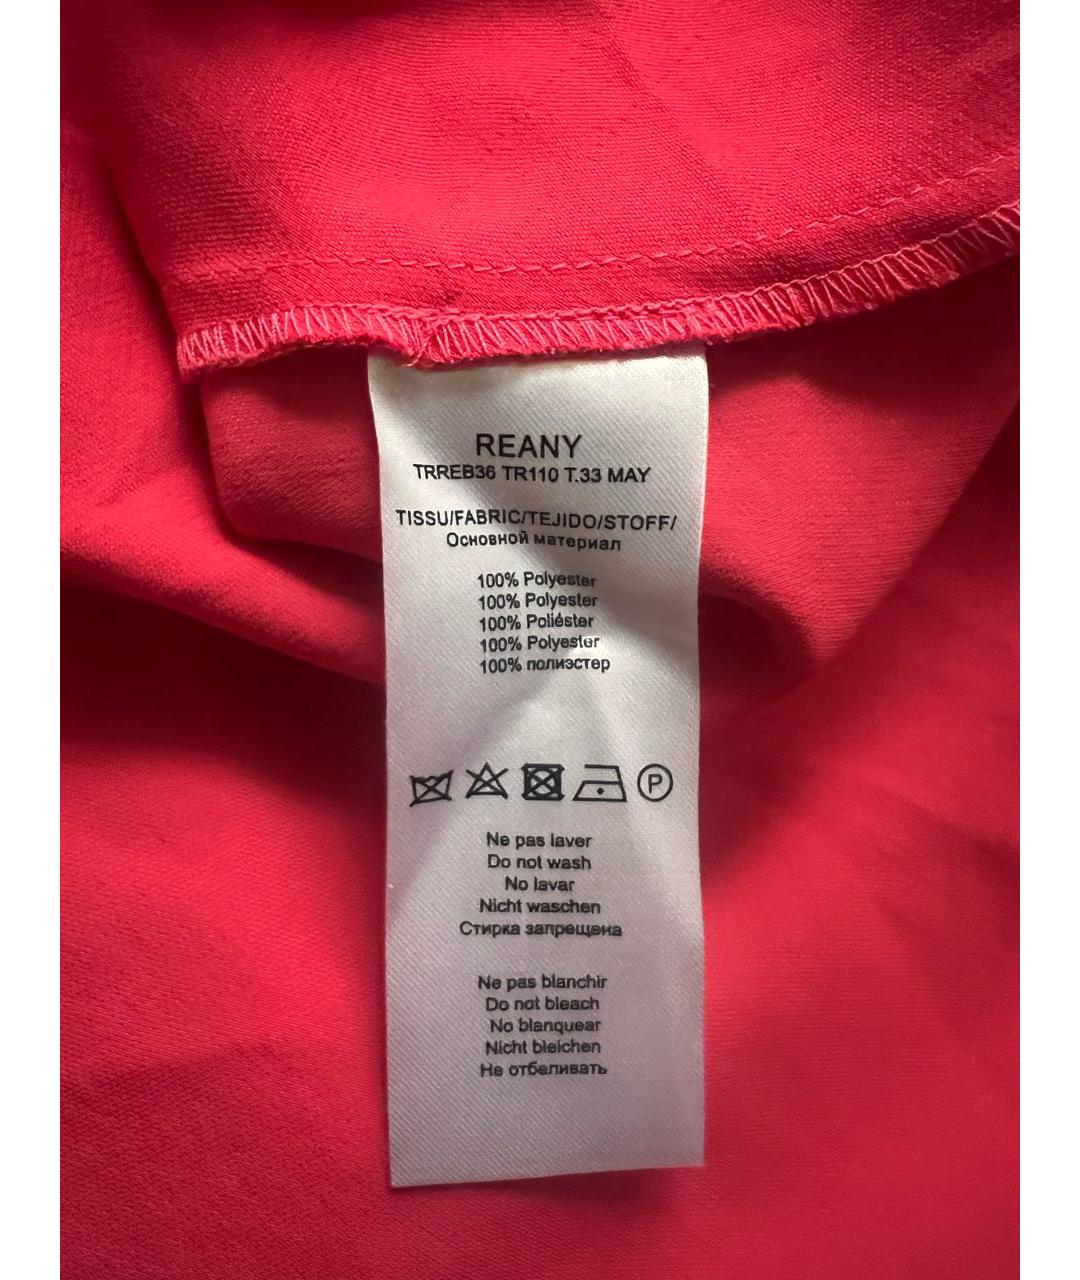 REANY
TRREB36 TR110 T.33 MAY
TISSU/FABRIC/TEJIDO/STOFF/
Основной материал
100% Polyester
100% Polyester
100% Poliéster
100% Polyester
100% полиэстер
P
Ne pas laver
Do not wash
No lavar
Nicht waschen
Стирка запрещена
Ne pas blanchir
Do not bleach
No blanquear
Nicht bleichen
Не отбеливать